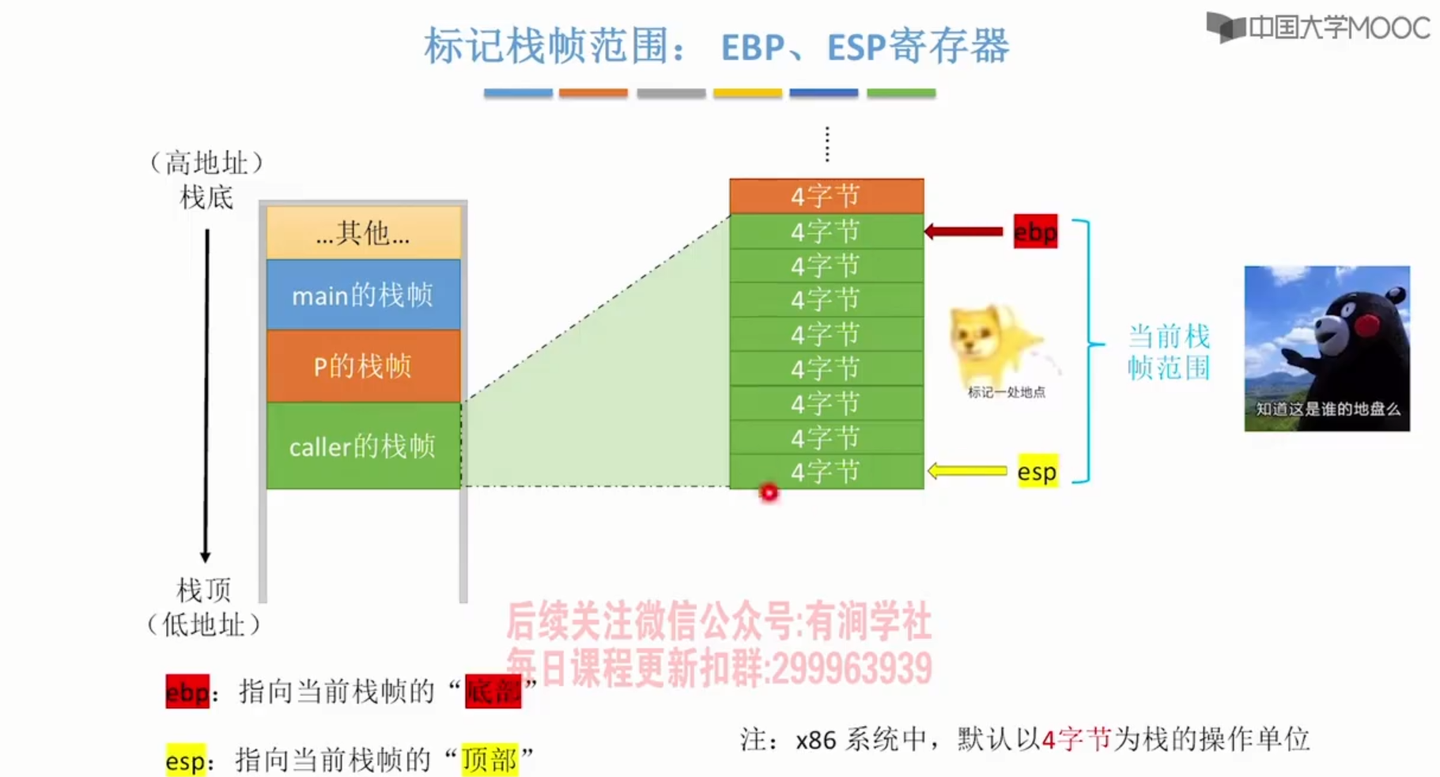 中国大学MOOC
标记栈帧范围： EBP、ESP寄存器
（高地址）
栈底
...其他...
main的栈帧
P的栈帧
caller的栈帧
栈顶
（低地址）
4字节
4字节
4字节
4字节
4字节
4字节
4字节
4字节
4字节
ebp
esp
标记一处地点
当前栈
帧范围
知道这是谁的地盘么
后续关注微信公众号:有涧学社
每日课程更新扣群:299963939
ebp：指向当前栈帧的“底部”
esp：指向当前栈帧的“顶部”
注：x86 系统中，默认以4字节为栈的操作单位